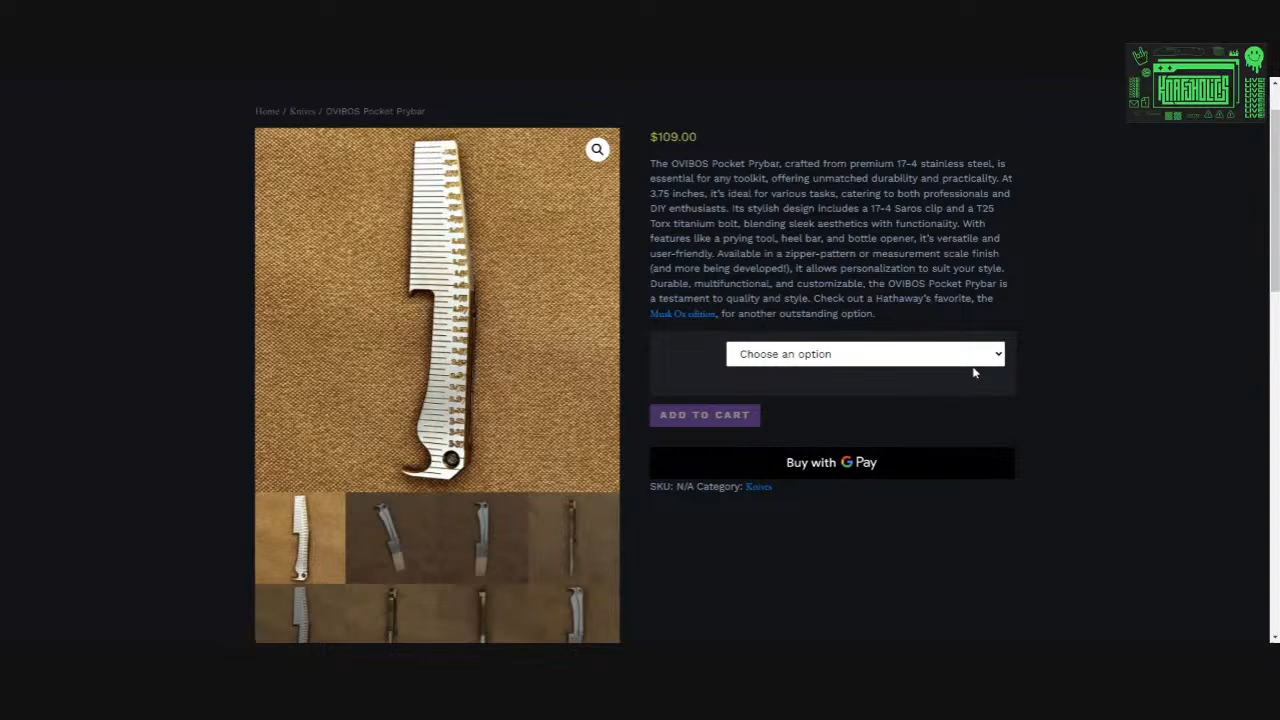 KNAFSHOLICS
Home / Knives / OVIBOS Pocket Prybar
$109.00
The OVIBOS Pocket Prybar, crafted from premium 17-4 stainless steel, is
essential for any toolkit, offering unmatched durability and practicality. At
3.75 inches, it's ideal for various tasks, catering to both professionals and
DIY enthusiasts. Its stylish design includes a 17-4 Saros clip and a T25
Torx titanium bolt, blending sleek aesthetics with functionality. With
features like a prying tool, heel bar, and bottle opener, it's versatile and
user-friendly. Available in a zipper-pattern or measurement scale finish
(and more being developed!), it allows personalization to suit your style.
Durable, multifunctional, and customizable, the OVIBOS Pocket Prybar is
a testament to quality and style. Check out a Hathaway's favorite, the
Musk Ox edition, for another outstanding option.
Choose an option
ADD TO CART
Buy with G Pay
SKU: N/A Category: Knives